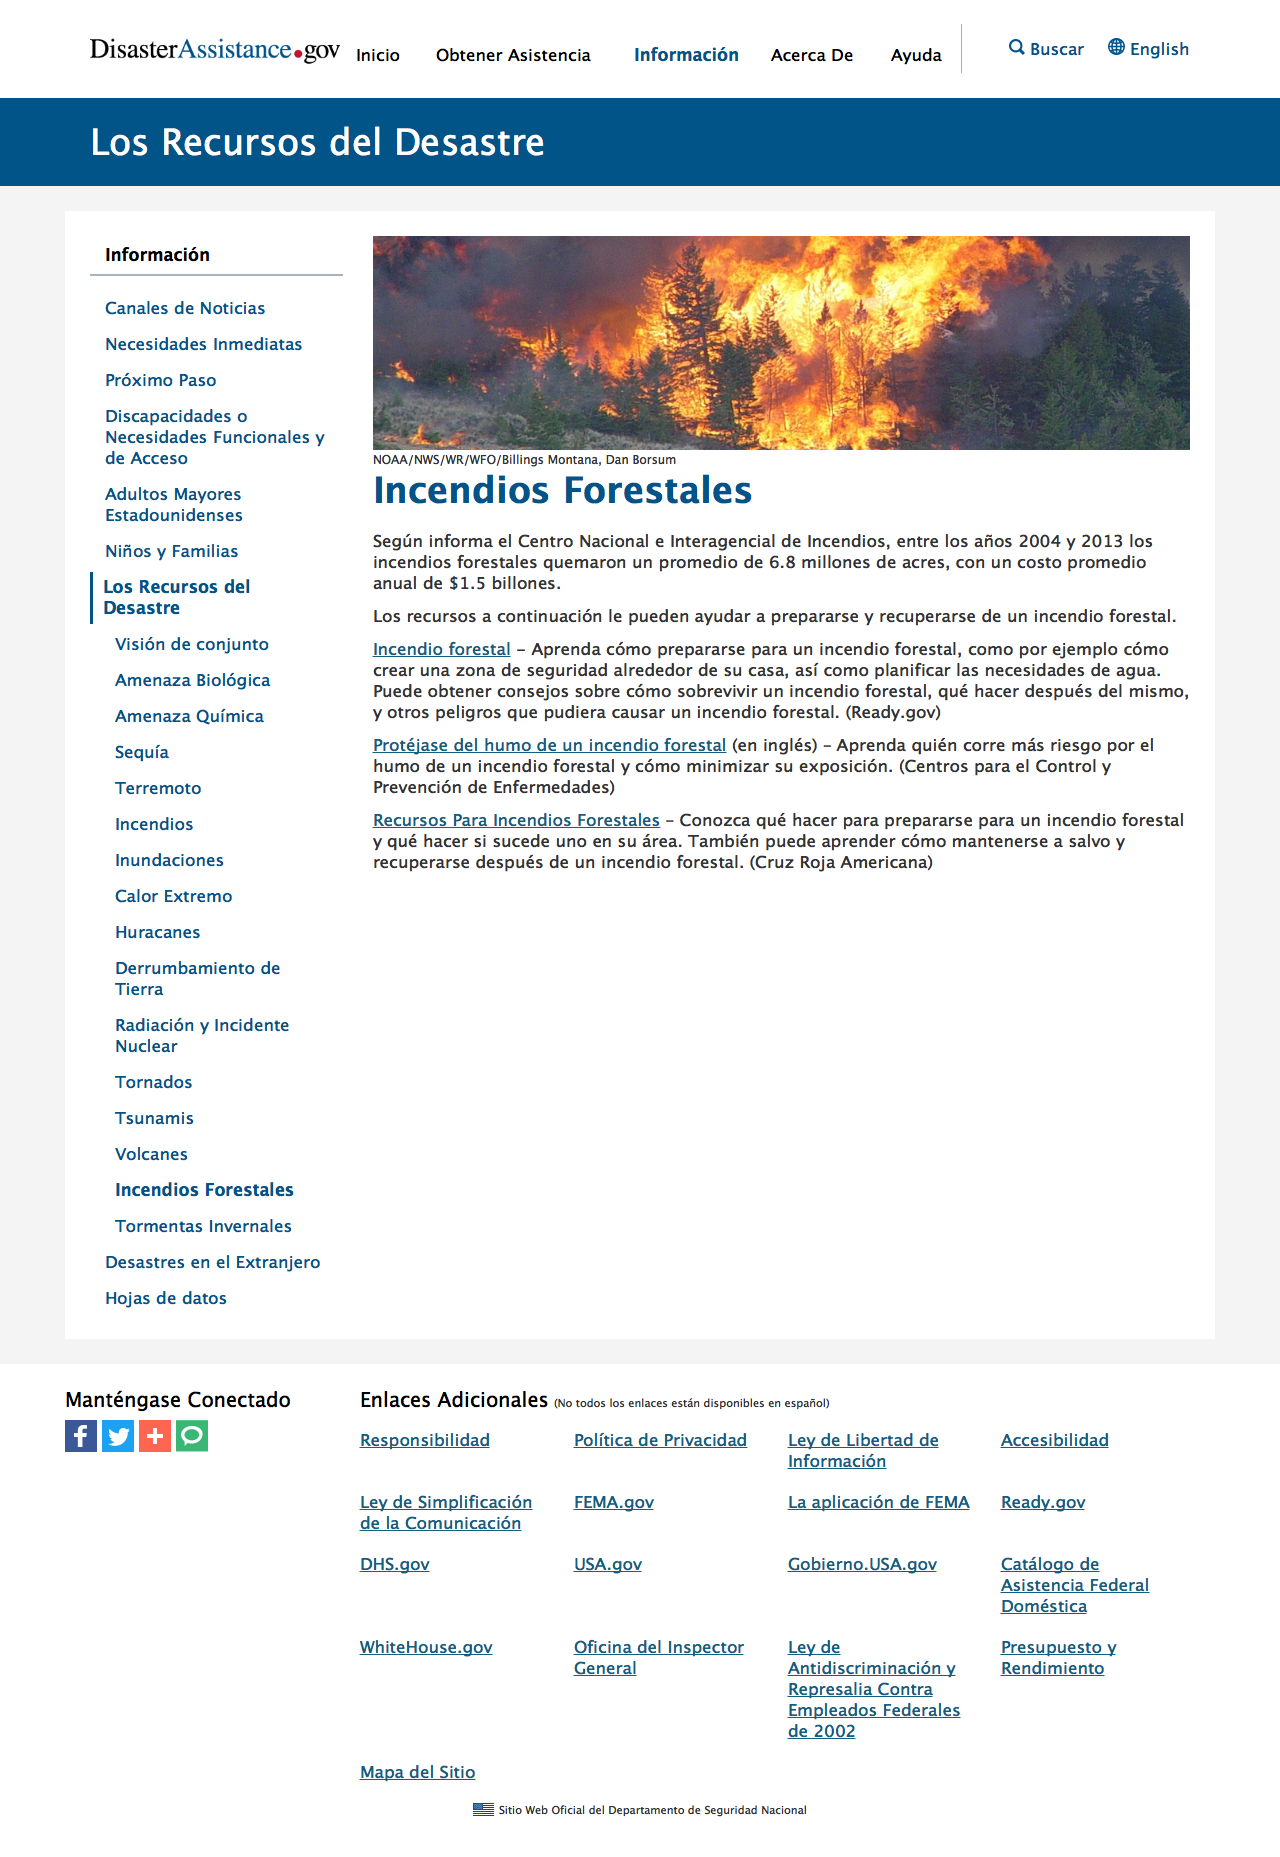 DisasterAssistance.gov
Inicio
Obtener Asistencia
Información
Acerca De
Ayuda
Buscar
English
Los Recursos del Desastre
Información
Canales de Noticias
Necesidades Inmediatas
Próximo Paso
Discapacidades o
Necesidades Funcionales y
de Acceso
Adultos Mayores
Estadounidenses
Niños y Familias
Los Recursos del
Desastre
Visión de conjunto
Amenaza Biológica
Amenaza Química
Sequía
Terremoto
Incendios
Inundaciones
Calor Extremo
Huracanes
Derrumbamiento de
Tierra
Radiación y Incidente
Nuclear
Tornados
Tsunamis
Volcanes
Incendios Forestales
Tormentas Invernales
Desastres en el Extranjero
Hojas de datos
NOAA/NWS/WR/WFO/Billings Montana, Dan Borsum
Incendios Forestales
Según informa el Centro Nacional e Interagencial de Incendios, entre los años 2004 y 2013 los
incendios forestales quemaron un promedio de 6.8 millones de acres, con un costo promedio
anual de $1.5 billones.
Los recursos a continuación le pueden ayudar a prepararse y recuperarse de un incendio forestal.
Incendio forestal – Aprenda cómo prepararse para un incendio forestal, como por ejemplo cómo
crear una zona de seguridad alrededor de su casa, así como planificar las necesidades de agua.
Puede obtener consejos sobre cómo sobrevivir un incendio forestal, qué hacer después del mismo,
y otros peligros que pudiera causar un incendio forestal. (Ready.gov)
Protéjase del humo de un incendio forestal (en inglés) – Aprenda quién corre más riesgo por el
humo de un incendio forestal y cómo minimizar su exposición. (Centros para el Control y
Prevención de Enfermedades)
Recursos Para Incendios Forestales – Conozca qué hacer para prepararse para un incendio forestal
y qué hacer si sucede uno en su área. También puede aprender cómo mantenerse a salvo y
recuperarse después de un incendio forestal. (Cruz Roja Americana)
Manténgase Conectado
Enlaces Adicionales (No todos los enlaces están disponibles en español)
Responsibilidad
Política de Privacidad
Ley de Libertad de
Información
Accesibilidad
Ley de Simplificación
de la Comunicación
FEMA.gov
La aplicación de FEMA
Ready.gov
DHS.gov
USA.gov
Gobierno.USA.gov
Catálogo de
Asistencia Federal
Doméstica
WhiteHouse.gov
Oficina del Inspector
General
Ley de
Antidiscriminación y
Represalia Contra
Empleados Federales
de 2002
Presupuesto y
Rendimiento
Mapa del Sitio
Sitio Web Oficial del Departamento de Seguridad Nacional